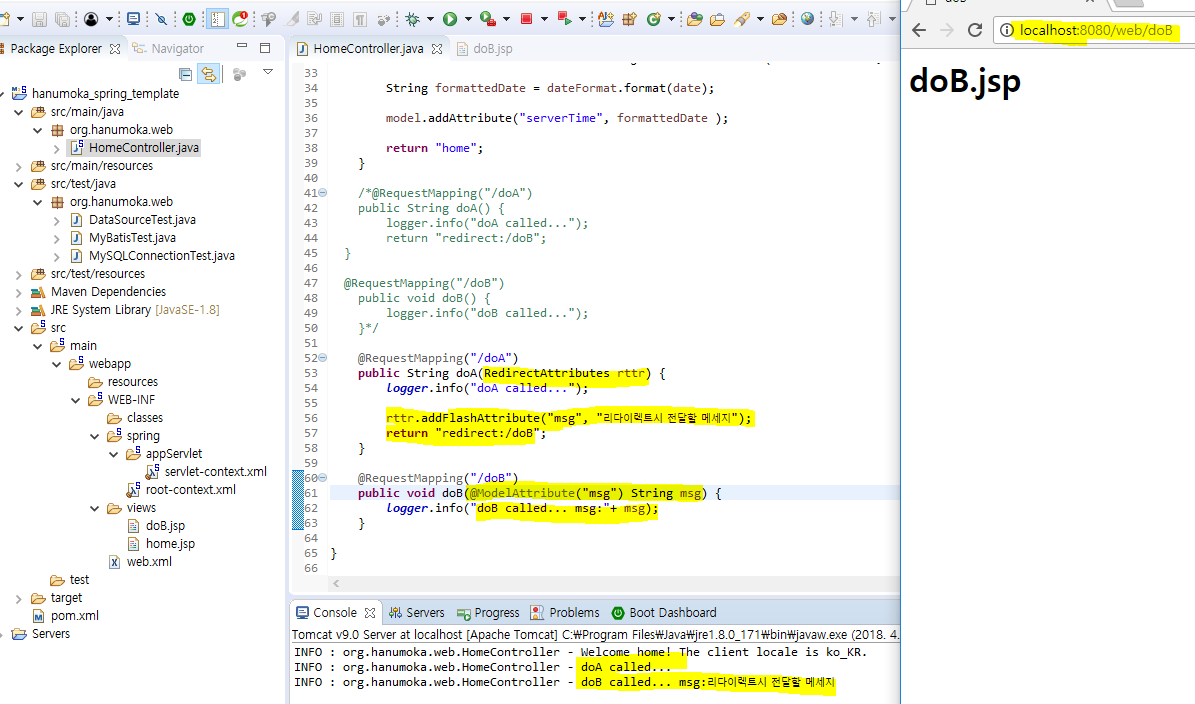 Package Explorer
Navigator
hanumoka_spring_template
src/main/java
org.hanumoka.web
HomeController.java
src/main/resources
src/test/java
org.hanumoka.web
DataSourceTest.java
MyBatisTest.java
MySQLConnectionTest.java
src/test/resources
Maven Dependencies
JRE System Library [JavaSE-1.8]
src
main
webapp
resources
WEB-INF
classes
spring
appServlet
servlet-context.xml
root-context.xml
views
doB.jsp
home.jsp
web.xml
test
target
pom.xml
Servers
HomeController.java
doB.jsp
33
34 String formattedDate = dateFormat.format(date);
35
36 model.addAttribute("serverTime", formattedDate );
37
38 return "home";
39 }
40
41 /*@RequestMapping("/doA")
42 public String doA() {
43 logger.info("doA called...");
44 return "redirect:/doB";
45 }
46
47 @RequestMapping("/doB")
48 public void doB() {
49 logger.info("doB called...");
50 }*/
51
52 @RequestMapping("/doA")
53 public String doA(RedirectAttributes rttr) {
54 logger.info("doA called...");
55
56 rttr.addFlashAttribute("msg", "리다이렉트시 전달할 메세지");
57 return "redirect:/doB";
58 }
59
60 @RequestMapping("/doB")
61 public void doB(@ModelAttribute("msg") String msg) {
62 logger.info("doB called... msg:"+ msg);
63 }
64
65 }
66
Console Servers Progress Problems Boot Dashboard
Tomcat v9.0 Server at localhost [Apache Tomcat] C:₩Program Files₩Java₩jre1.8.0_171₩bin₩javaw.exe (2018. 4.
INFO : org.hanumoka.web.HomeController - Welcome home! The client locale is ko_KR.
INFO : org.hanumoka.web.HomeController - doA called...
INFO : org.hanumoka.web.HomeController - doB called... msg:리다이렉트시 전달할 메세지
localhost:8080/web/doB
doB.jsp